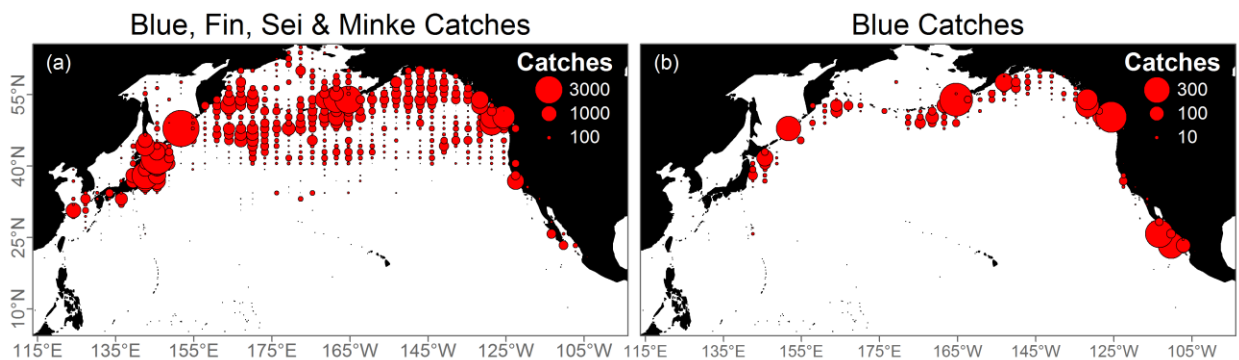 Blue, Fin, Sei & Minke Catches
(a)
Catches
3000
1000
100
55°N
40°N
25°N
10°N
115°E 135°E 155°E 175°E 165°W 145°W 125°W 105°W
Blue Catches
(b)
Catches
300
100
10
115°E 135°E 155°E 175°E 165°W 145°W 125°W 105°W